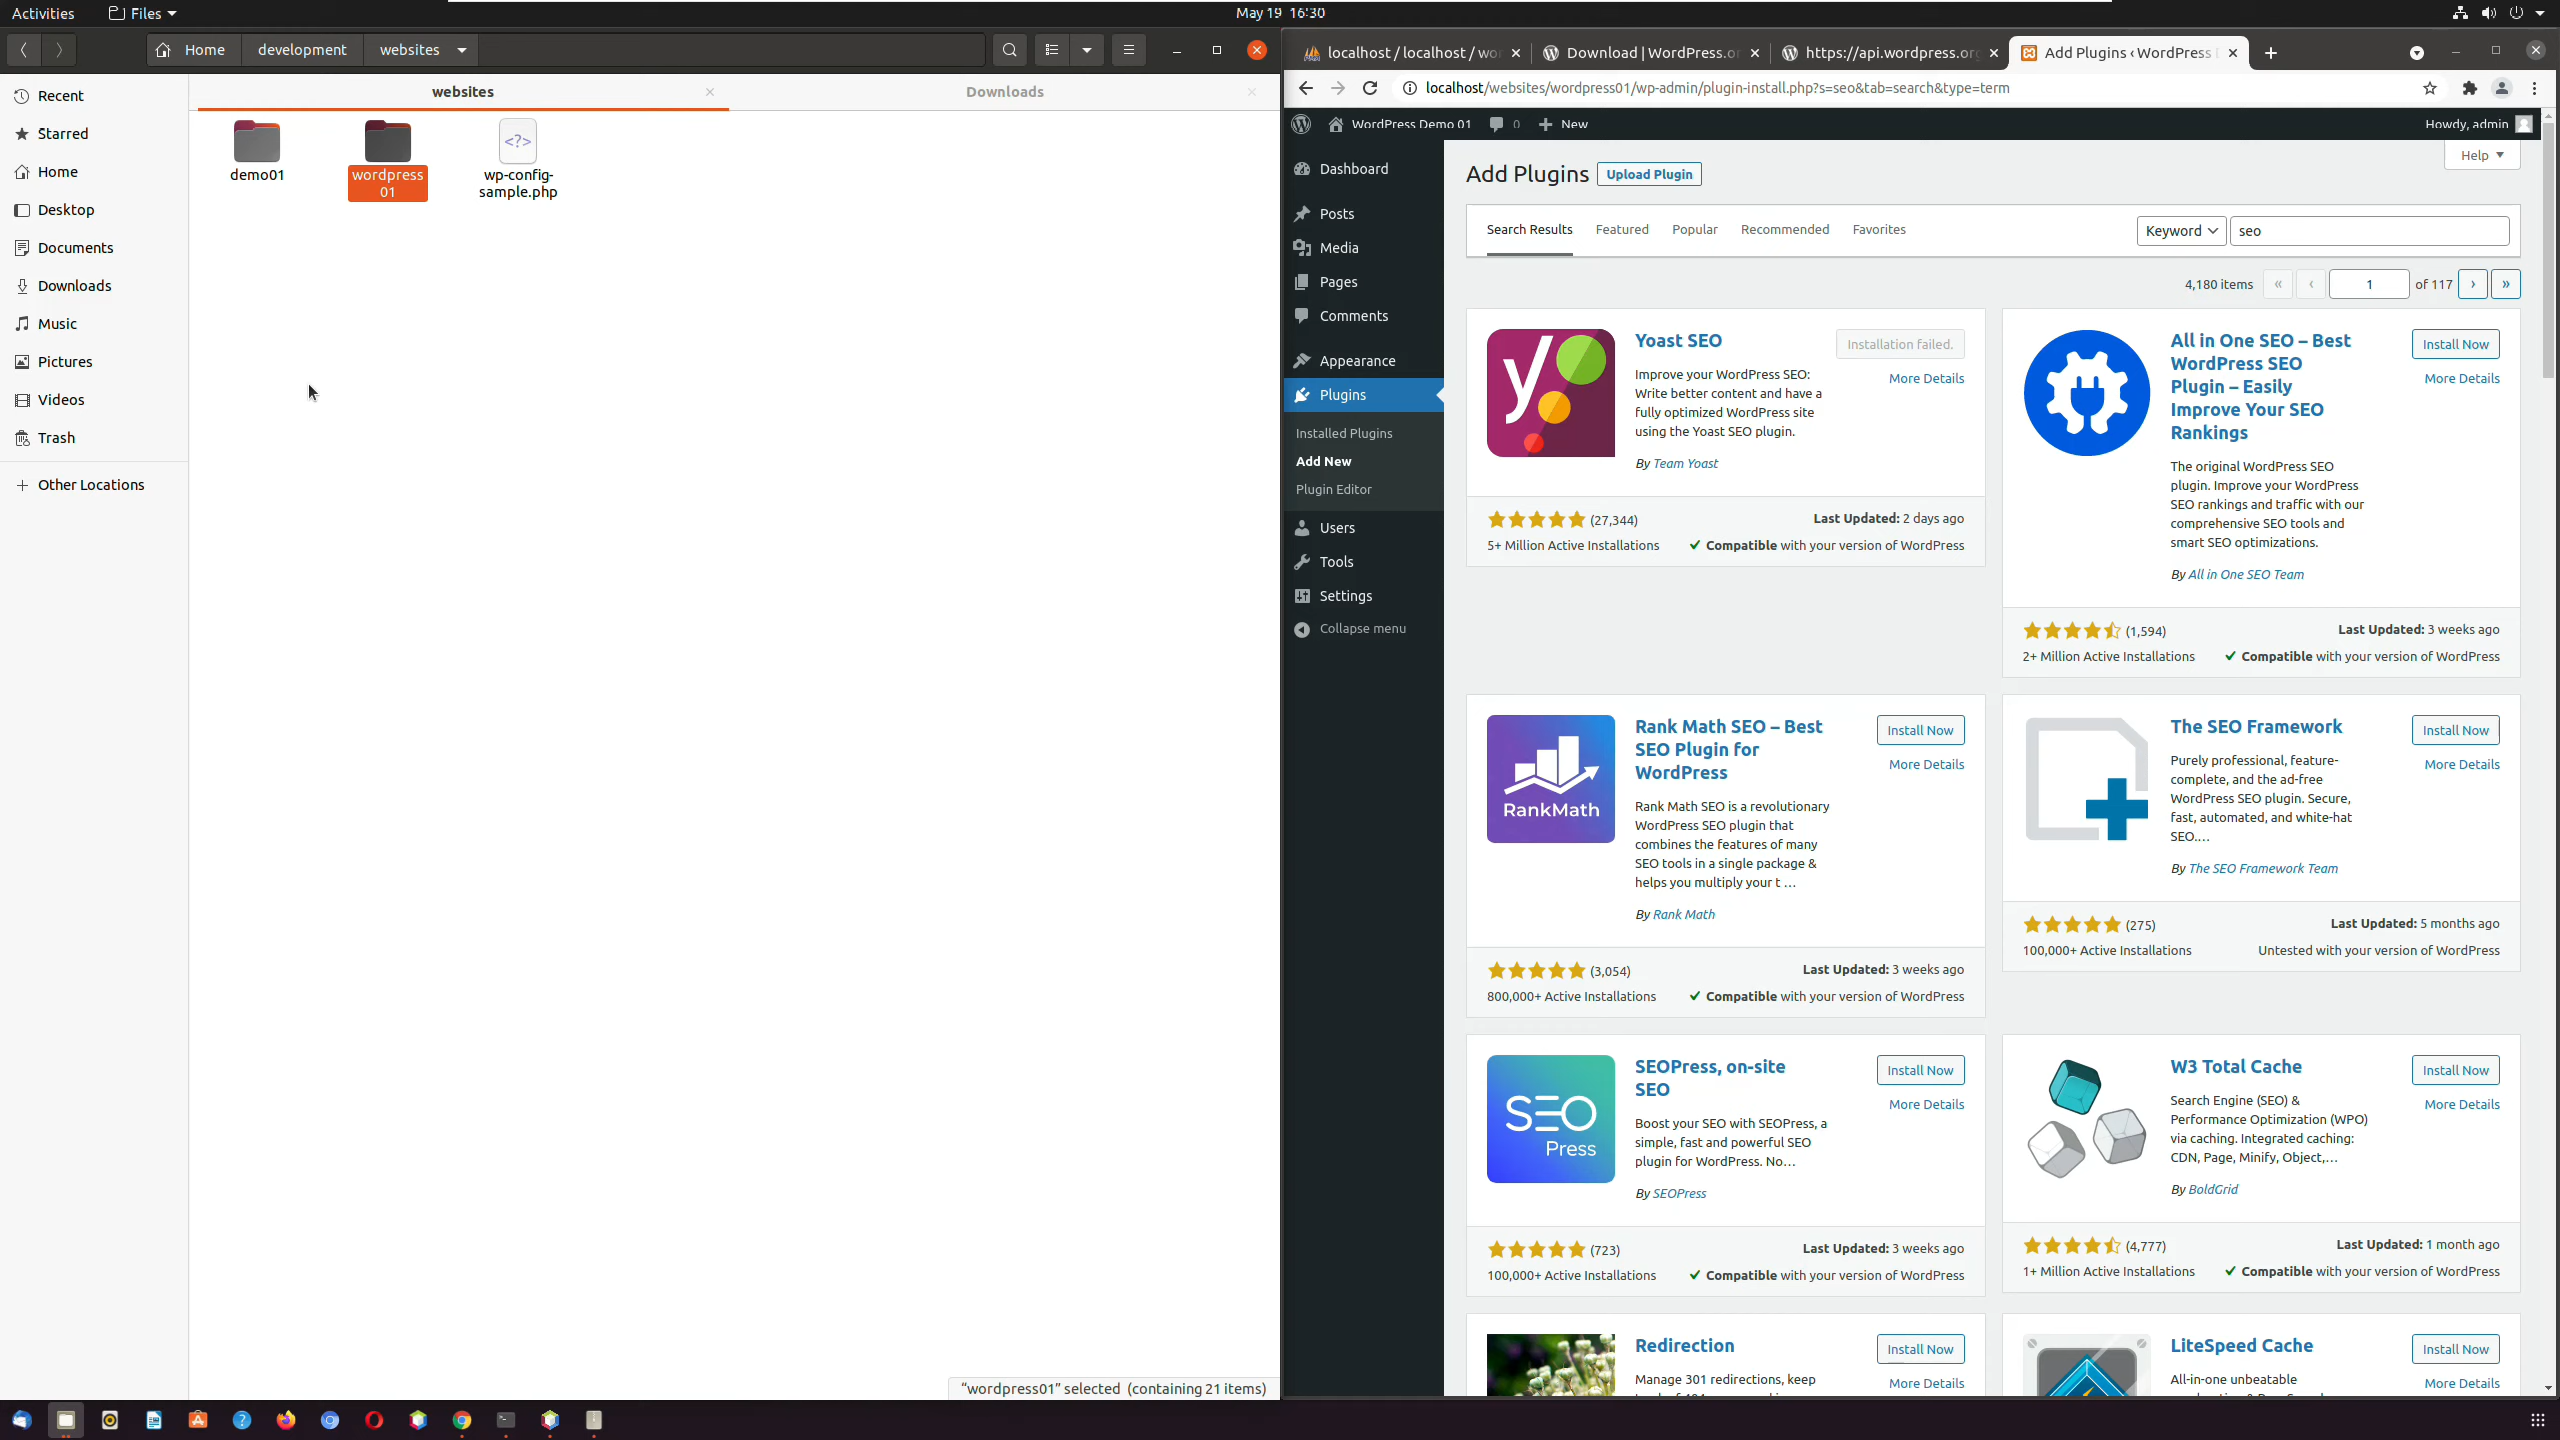 Activities
Files
May 19 16:30
Home
development
websites
websites
Downloads
Recent
Starred
Home
Desktop
Documents
Downloads
Music
Pictures
Videos
Trash
Other Locations
demo01
wordpress
01
wp-config-
sample.php
<?>
"wordpress01" selected (containing 21 items)
localhost / localhost / wo
Download | WordPress.or
https://api.wordpress.org
Add Plugins ‹ WordPress
localhost/websites/wordpress01/wp-admin/plugin-install.php?s=seo&tab=search&type=term
WordPress Demo 01
0
New
Howdy, admin
Dashboard
Posts
Media
Pages
Comments
Appearance
Plugins
Installed Plugins
Add New
Plugin Editor
Users
Tools
Settings
Collapse menu
Help
Add Plugins
Upload Plugin
Search Results
Featured
Popular
Recommended
Favorites
Keyword
seo
4,180 items
«
‹
1
of 117
›
»
Yoast SEO
Installation failed.
More Details
Improve your WordPress SEO:
Write better content and have a
fully optimized WordPress site
using the Yoast SEO plugin.
By Team Yoast
(27,344)
Last Updated: 2 days ago
5+ Million Active Installations
Compatible with your version of WordPress
All in One SEO – Best
WordPress SEO
Plugin – Easily
Improve Your SEO
Rankings
Install Now
More Details
The original WordPress SEO
plugin. Improve your WordPress
SEO rankings and traffic with our
comprehensive SEO tools and
smart SEO optimizations.
By All in One SEO Team
(1,594)
Last Updated: 3 weeks ago
2+ Million Active Installations
Compatible with your version of WordPress
RankMath
Rank Math SEO – Best
SEO Plugin for
WordPress
Install Now
More Details
Rank Math SEO is a revolutionary
WordPress SEO plugin that
combines the features of many
SEO tools in a single package &
helps you multiply your t ...
By Rank Math
(3,054)
Last Updated: 3 weeks ago
800,000+ Active Installations
Compatible with your version of WordPress
The SEO Framework
Install Now
More Details
Purely professional, feature-
complete, and the ad-free
WordPress SEO plugin. Secure,
fast, automated, and white-hat
SEO.…
By The SEO Framework Team
(275)
Last Updated: 5 months ago
100,000+ Active Installations
Untested with your version of WordPress
SEO
Press
SEOPress, on-site
SEO
Install Now
More Details
Boost your SEO with SEOPress, a
simple, fast and powerful SEO
plugin for WordPress. No…
By SEOPress
(723)
Last Updated: 3 weeks ago
100,000+ Active Installations
Compatible with your version of WordPress
W3 Total Cache
Install Now
More Details
Search Engine (SEO) &
Performance Optimization (WPO)
via caching. Integrated caching:
CDN, Page, Minify, Object,…
By BoldGrid
(4,777)
Last Updated: 1 month ago
1+ Million Active Installations
Compatible with your version of WordPress
Redirection
Install Now
More Details
Manage 301 redirections, keep
LiteSpeed Cache
Install Now
More Details
All-in-one unbeatable